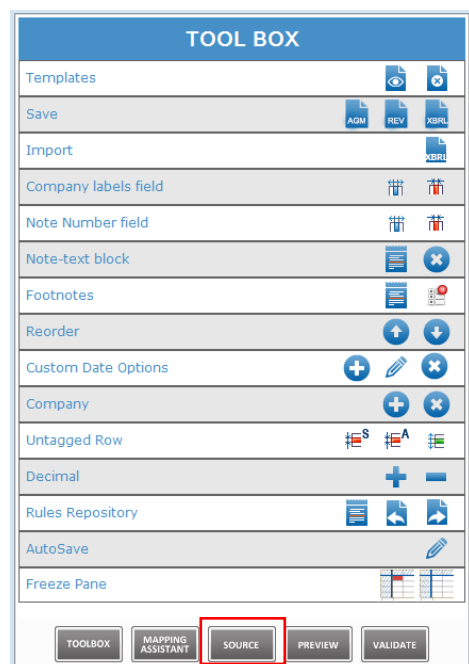 TOOL BOX
Templates
Save AGM REV XBRL
Import XBRL
Company labels field
Note Number field
Note-text block
Footnotes
Reorder
Custom Date Options
Company
Untagged Row S A
Decimal
Rules Repository
AutoSave
Freeze Pane
TOOLBOX MAPPING ASSISTANT SOURCE PREVIEW VALIDATE